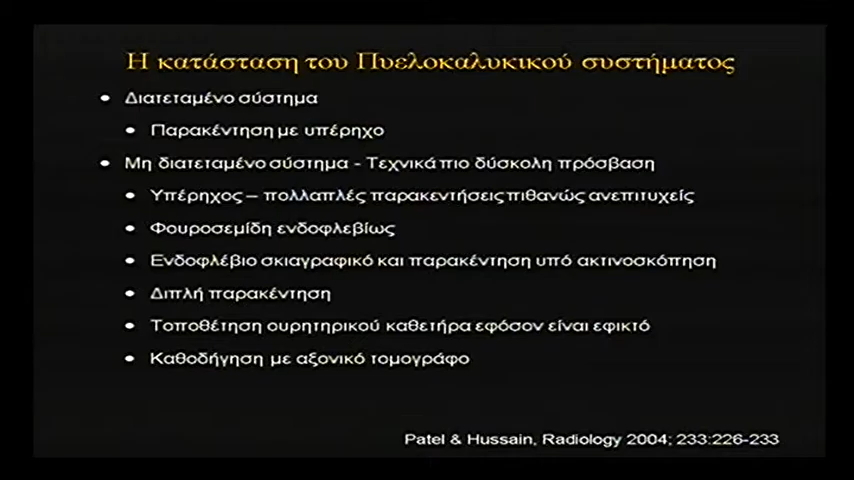 Η κατάσταση του Πυελοκαλυκικού συστήματος
• Διατεταμένο σύστημα
• Παρακέντηση με υπέρηχο
• Μη διατεταμένο σύστημα - Τεχνικά πιο δύσκολη πρόσβαση
• Υπέρηχος – πολλαπλές παρακεντήσεις πιθανώς ανεπιτυχείς
• Φουροσεμίδη ενδοφλεβίως
• Ενδοφλέβιο σκιαγραφικό και παρακέντηση υπό ακτινοσκόπηση
• Διπλή παρακέντηση
• Τοποθέτηση ουρητηρικού καθετήρα εφόσον είναι εφικτό
• Καθοδήγηση με αξονικό τομογράφο
Patel & Hussain, Radiology 2004; 233:226-233